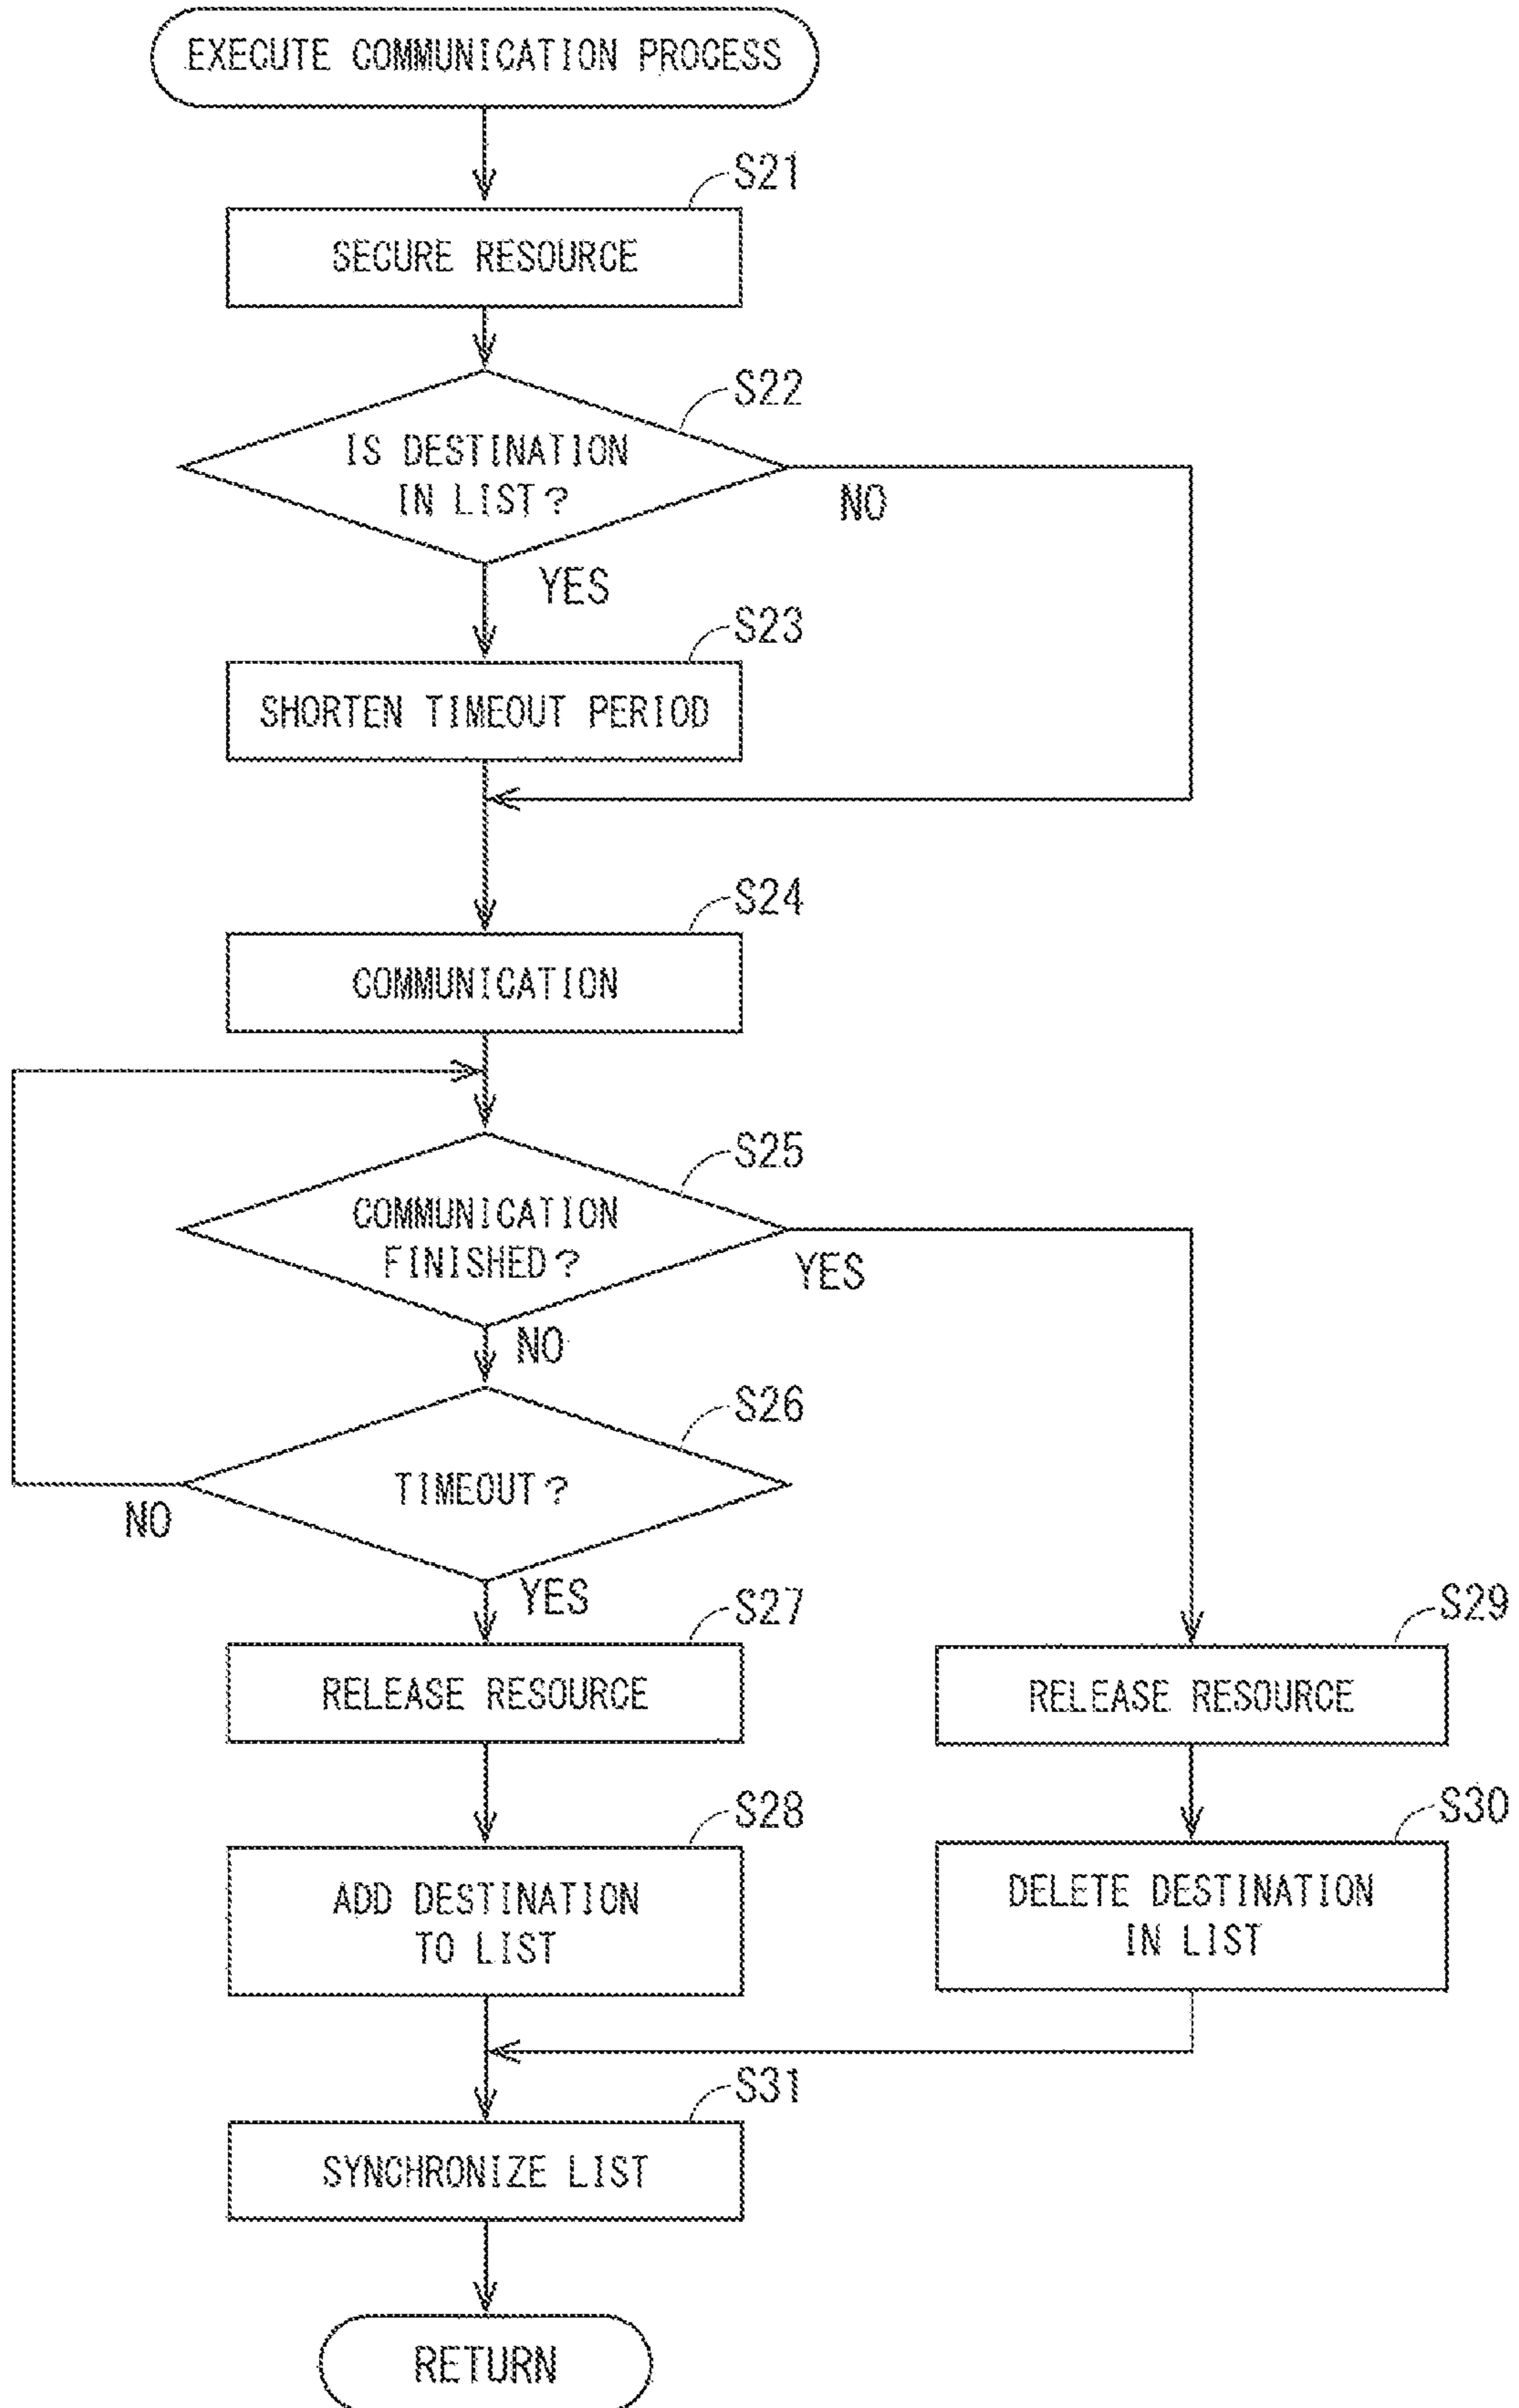 EXECUTE COMMUNICATION PROCESS
S21
SECURE RESOURCE
S22
IS DESTINATION
IN LIST?
NO
YES
S23
SHORTEN TIMEOUT PERIOD
S24
COMMUNICATION
S25
COMMUNICATION
FINISHED?
YES
NO
S26
TIMEOUT?
NO
YES
S27
RELEASE RESOURCE
S29
RELEASE RESOURCE
S28
ADD DESTINATION
TO LIST
S30
DELETE DESTINATION
IN LIST
S31
SYNCHRONIZE LIST
RETURN